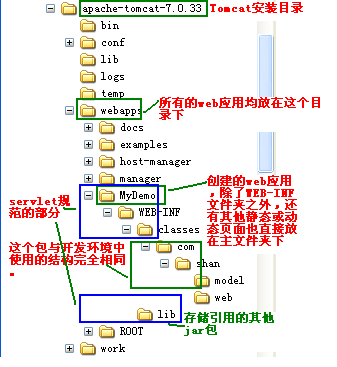 apache-tomcat-7.0.33 Tomcat安装目录
bin
conf
lib
logs
temp
webapps
所有的web应用均放在这个目
录下
docs
examples
host-manager
manager
MyDemo
创建的web应用
，除了WEB-INF
文件夹之外，还
有其他静态或动
态页面也直接放
在主文件夹下
servlet规
范的部分
WEB-INF
classes
这个包与开发环境中
使用的结构完全相同
。
com
shan
model
web
lib
存储引用的其他
jar包
ROOT
work